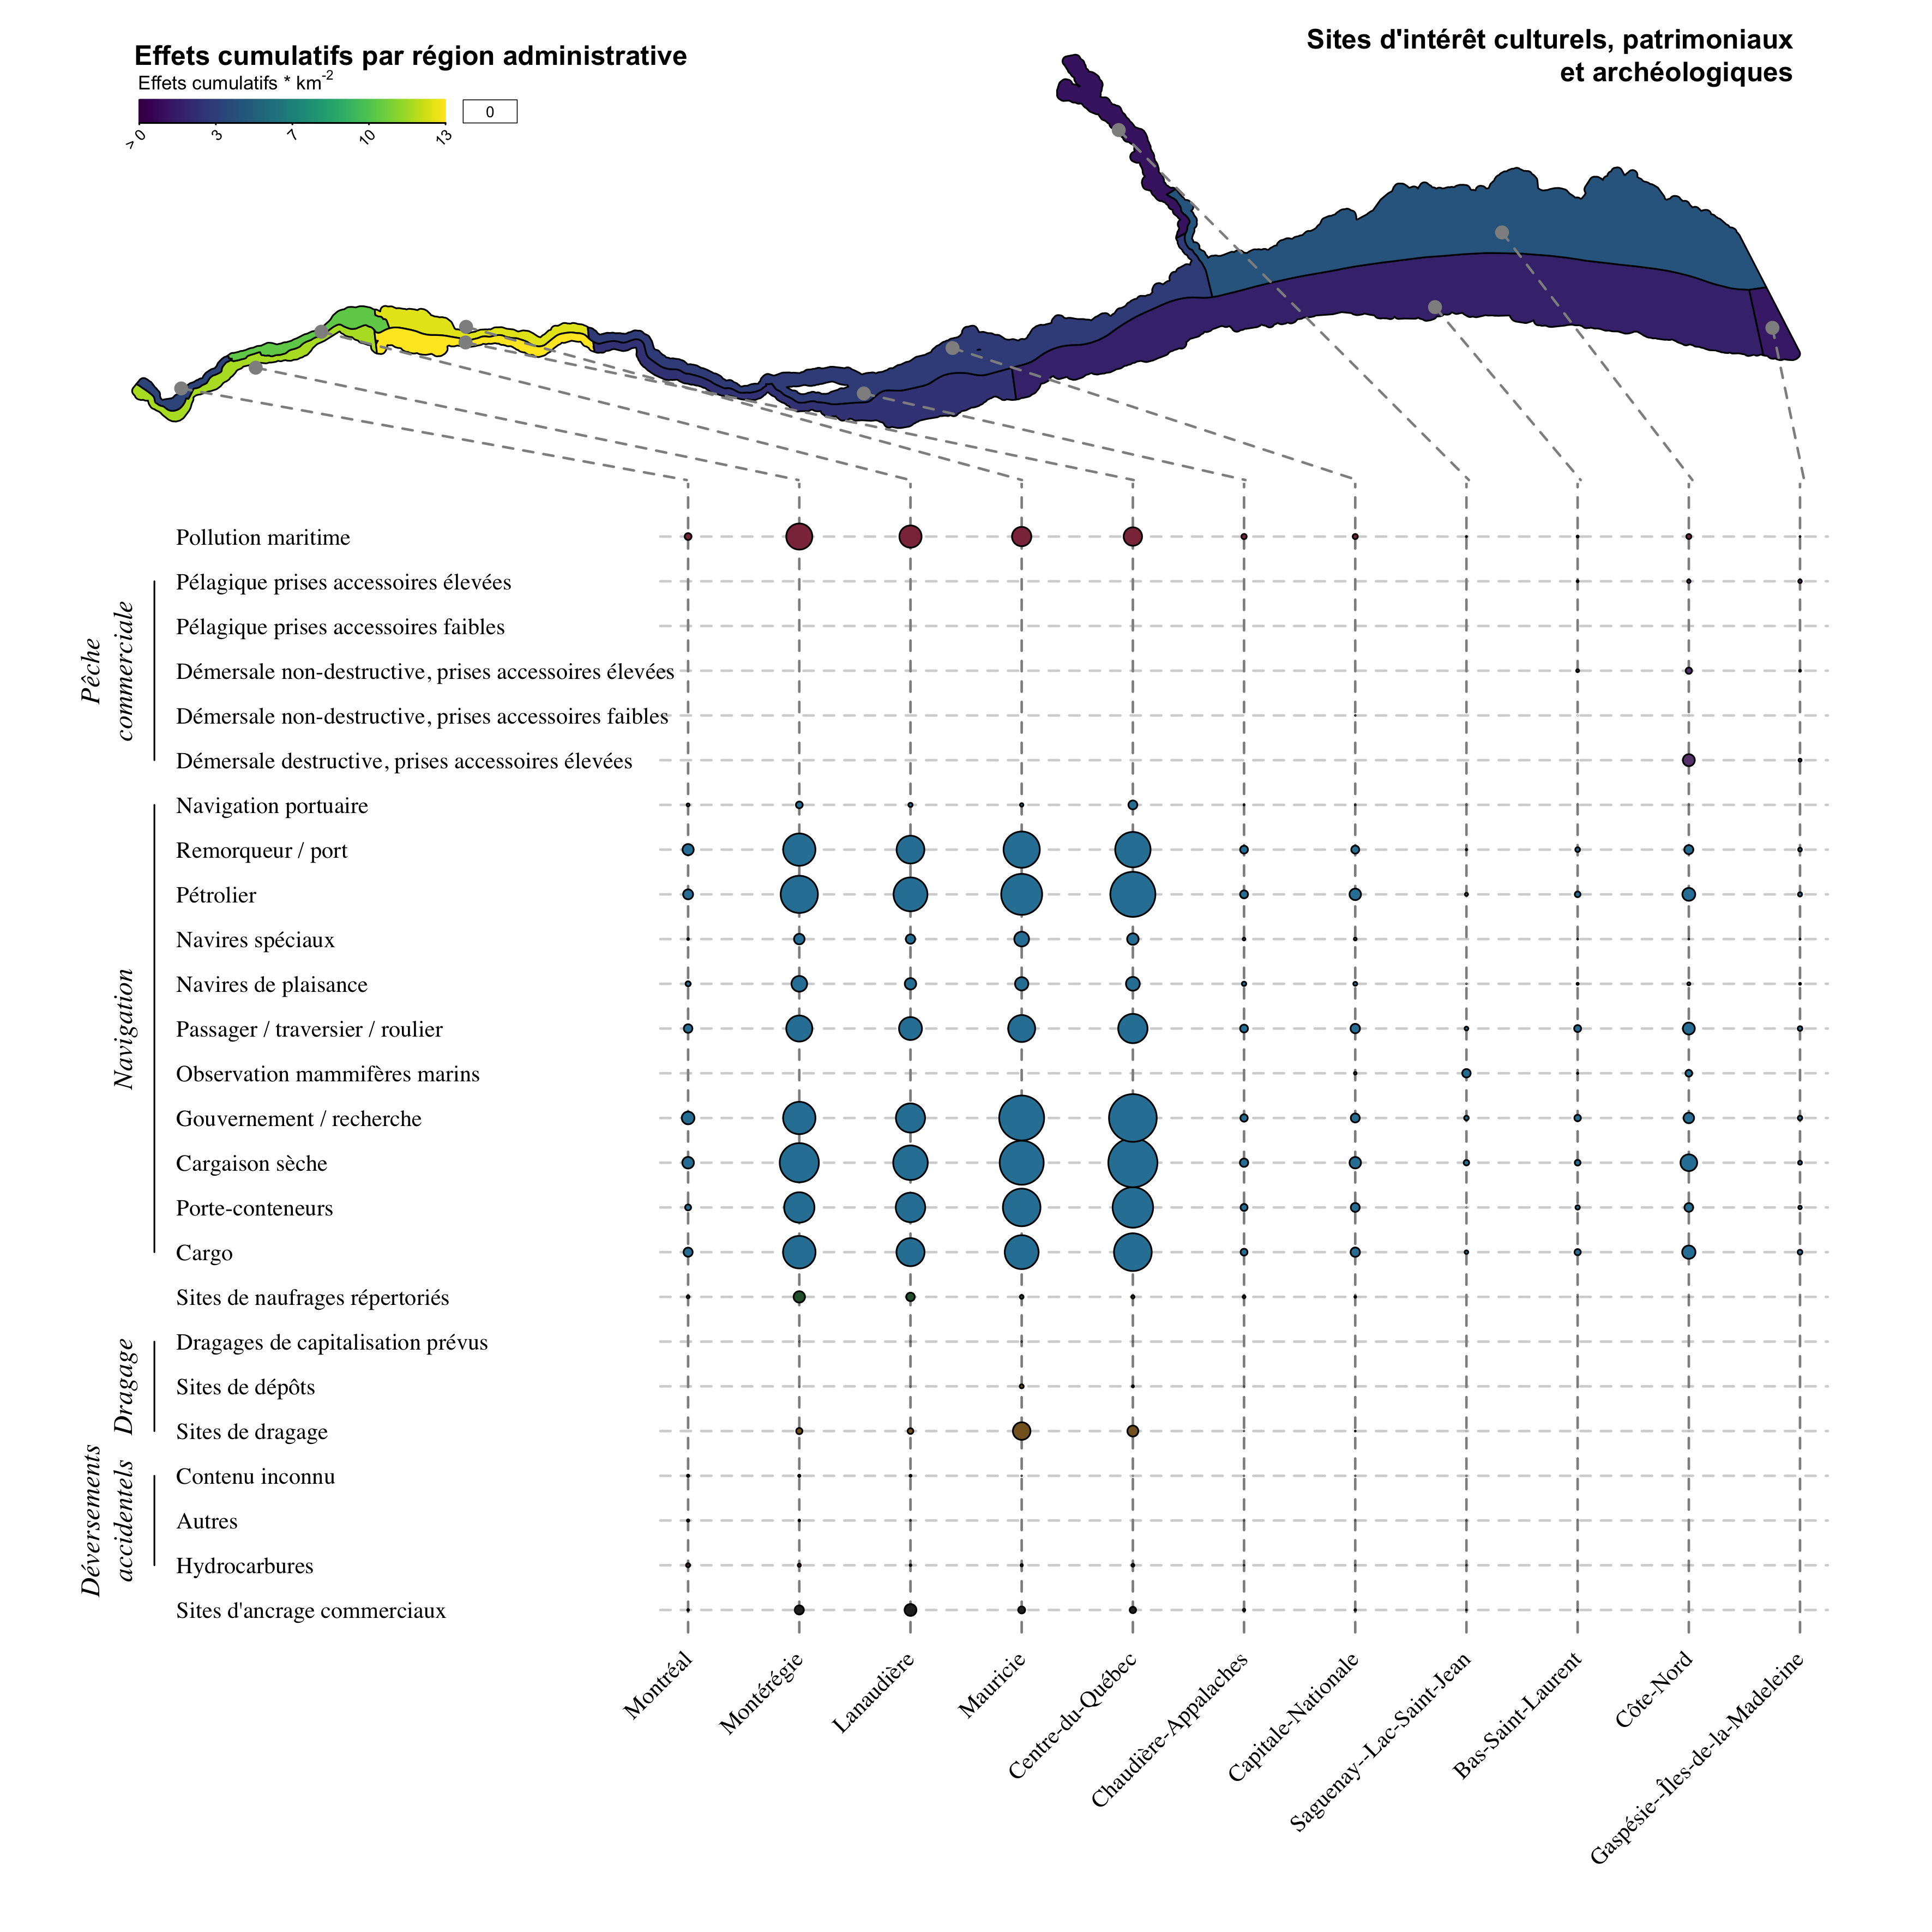 Effets cumulatifs par région administrative
Effets cumulatifs * km-2
> 0
3
7
10
13
0
Sites d'intérêt culturels, patrimoniaux
et archéologiques
Pollution maritime
Pêche
commerciale
Pélagique prises accessoires élevées
Pélagique prises accessoires faibles
Démersale non-destructive, prises accessoires élevées
Démersale non-destructive, prises accessoires faibles
Démersale destructive, prises accessoires élevées
Navigation
Navigation portuaire
Remorqueur / port
Pétrolier
Navires spéciaux
Navires de plaisance
Passager / traversier / roulier
Observation mammifères marins
Gouvernement / recherche
Cargaison sèche
Porte-conteneurs
Cargo
Sites de naufrages répertoriés
Dragage
Dragages de capitalisation prévus
Sites de dépôts
Sites de dragage
Déversements
accidentels
Contenu inconnu
Autres
Hydrocarbures
Sites d'ancrage commerciaux
Montréal
Montérégie
Lanaudière
Mauricie
Centre-du-Québec
Chaudière-Appalaches
Capitale-Nationale
Saguenay--Lac-Saint-Jean
Bas-Saint-Laurent
Côte-Nord
Gaspésie--Îles-de-la-Madeleine